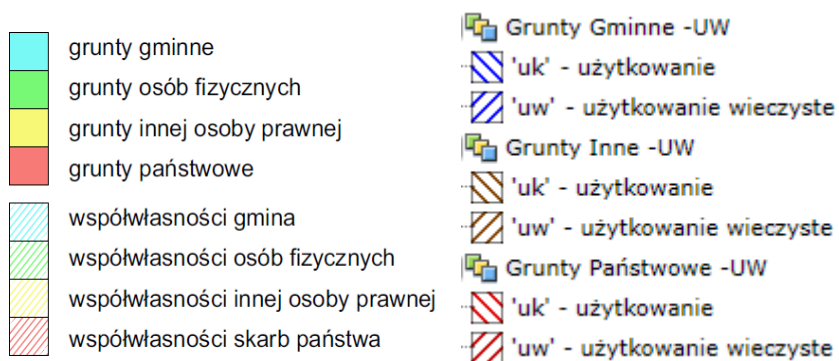 grunty gminne
grunty osób fizycznych
grunty innej osoby prawnej
grunty państwowe
współwłasności gmina
współwłasności osób fizycznych
współwłasności innej osoby prawnej
współwłasności skarb państwa
Grunty Gminne -UW
'uk' - użytkowanie
'uw' - użytkowanie wieczyste
Grunty Inne -UW
'uk' - użytkowanie
'uw' - użytkowanie wieczyste
Grunty Państwowe -UW
'uk' - użytkowanie
'uw' - użytkowanie wieczyste